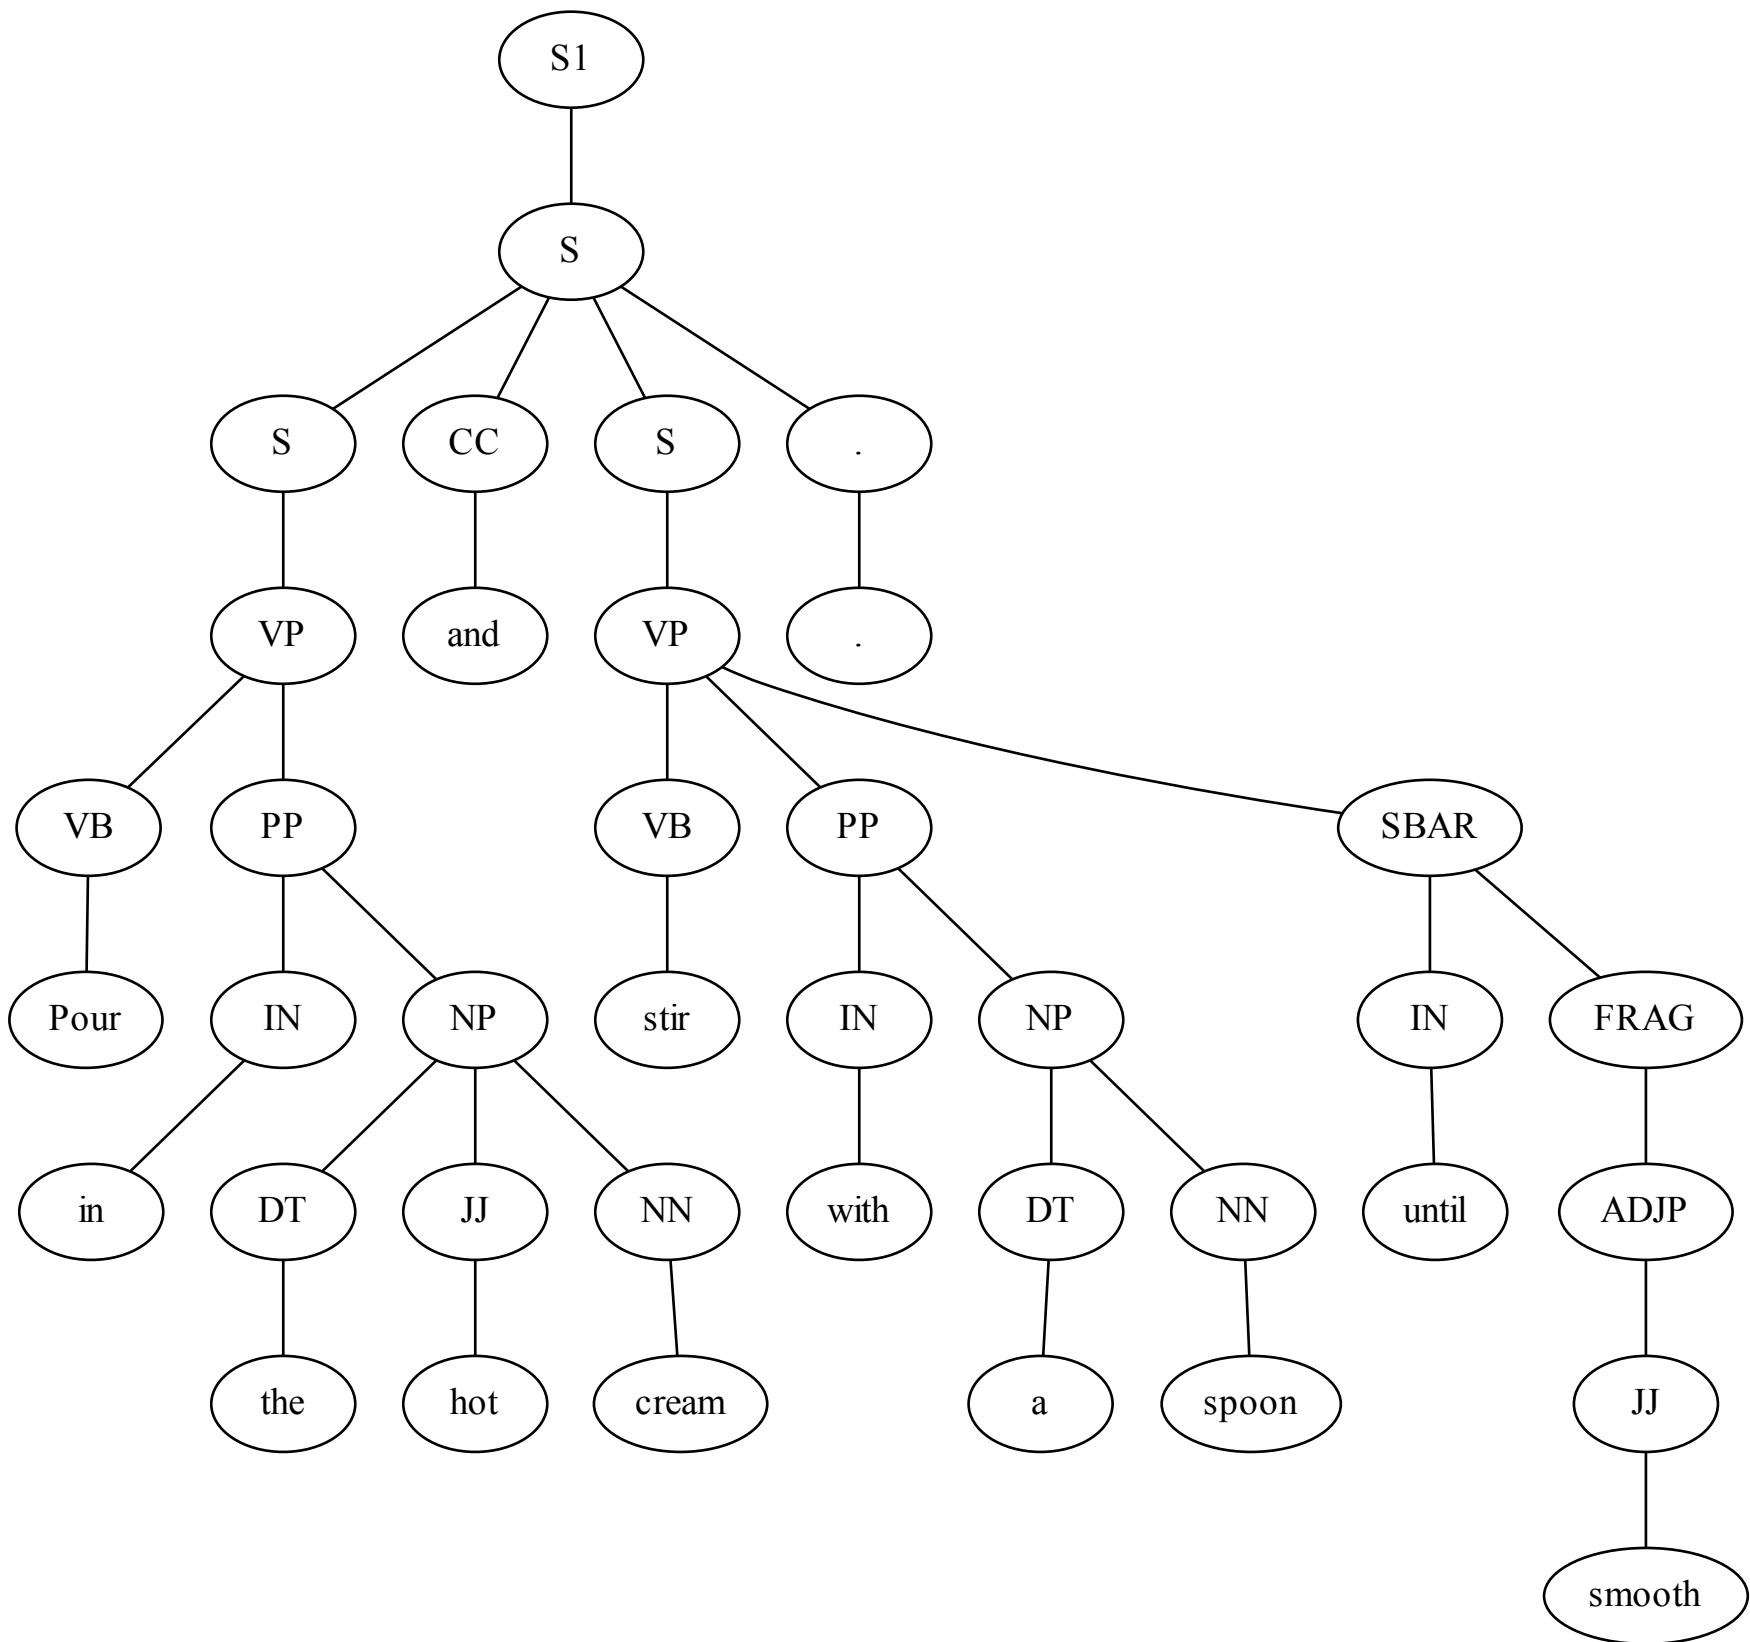 S1
S
S CC S .
VP and VP .
VB PP VB PP SBAR
Pour IN NP stir IN NP IN FRAG
in DT JJ NN with DT NN until ADJP
the hot cream a spoon JJ
smooth